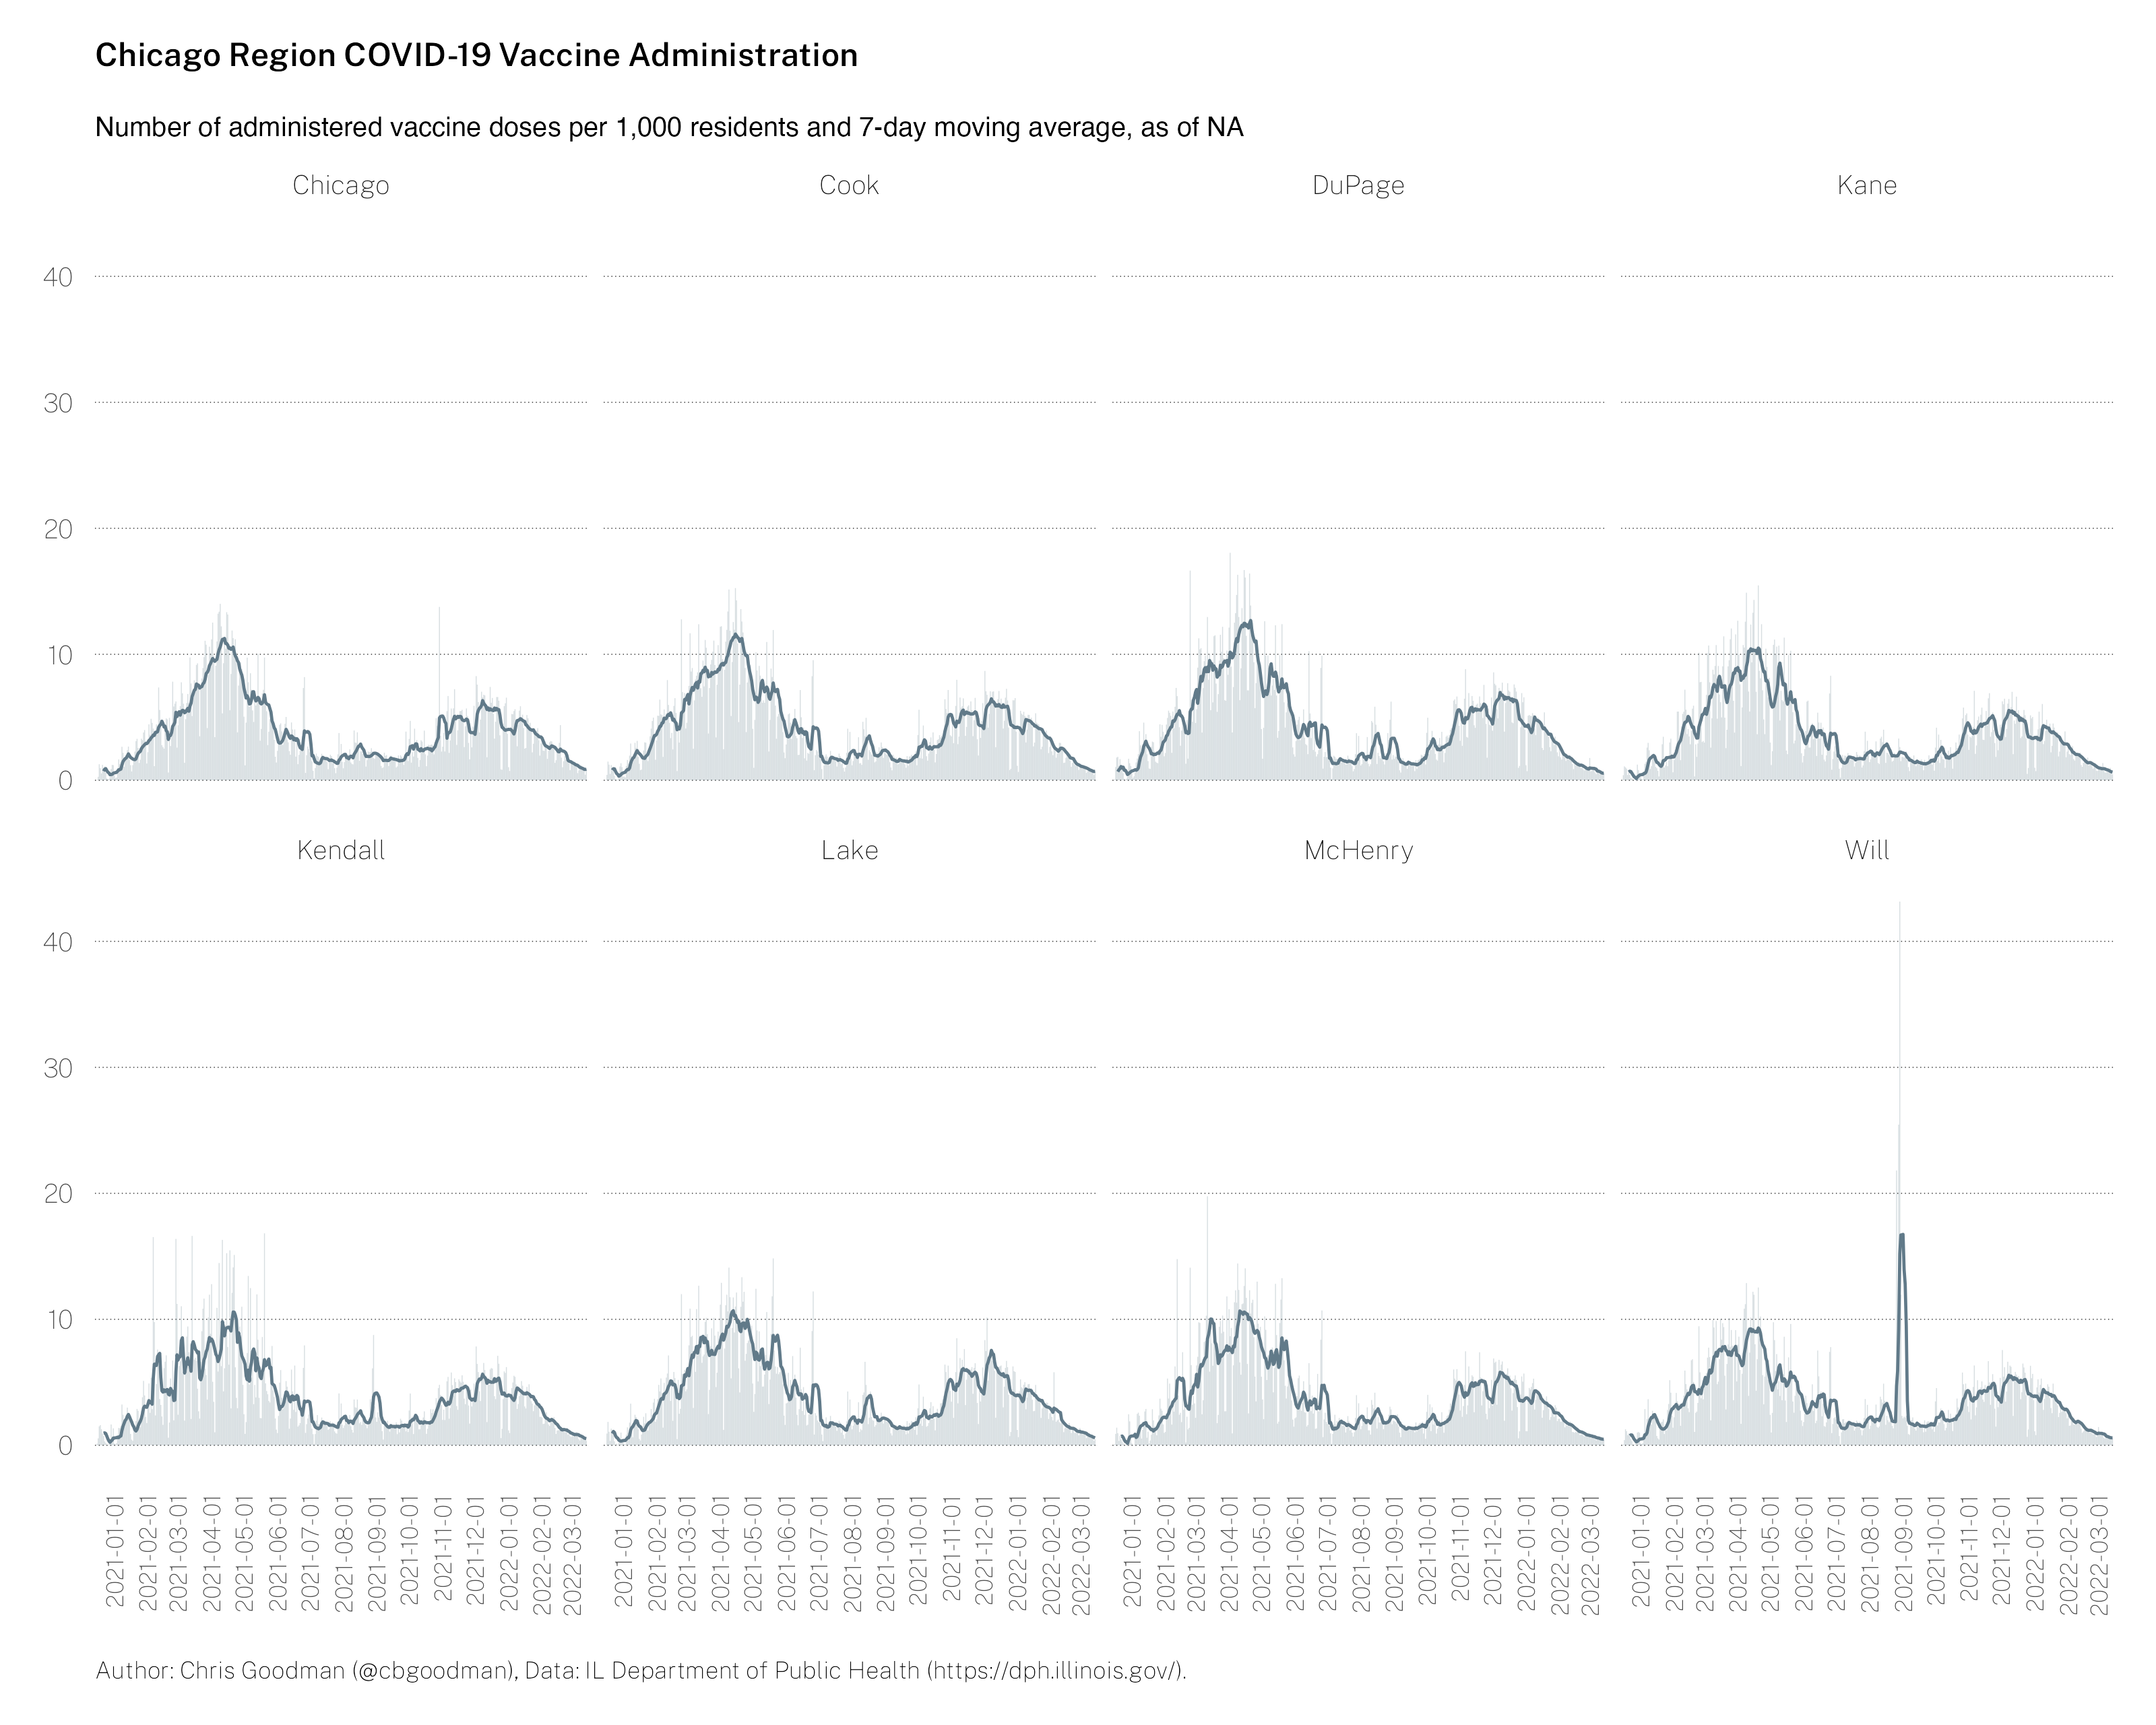 Chicago Region COVID-19 Vaccine Administration
Number of administered vaccine doses per 1,000 residents and 7-day moving average, as of NA
Chicago Cook DuPage Kane
40
30
20
10
0
Kendall Lake McHenry Will
40
30
20
10
0
2021-01-01 2021-02-01 2021-03-01 2021-04-01 2021-05-01 2021-06-01 2021-07-01 2021-08-01 2021-09-01 2021-10-01 2021-11-01 2021-12-01 2022-01-01 2022-02-01 2022-03-01
2021-01-01 2021-02-01 2021-03-01 2021-04-01 2021-05-01 2021-06-01 2021-07-01 2021-08-01 2021-09-01 2021-10-01 2021-11-01 2021-12-01 2022-01-01 2022-02-01 2022-03-01
2021-01-01 2021-02-01 2021-03-01 2021-04-01 2021-05-01 2021-06-01 2021-07-01 2021-08-01 2021-09-01 2021-10-01 2021-11-01 2021-12-01 2022-01-01 2022-02-01 2022-03-01
2021-01-01 2021-02-01 2021-03-01 2021-04-01 2021-05-01 2021-06-01 2021-07-01 2021-08-01 2021-09-01 2021-10-01 2021-11-01 2021-12-01 2022-01-01 2022-02-01 2022-03-01
Author: Chris Goodman (@cbgoodman), Data: IL Department of Public Health (https://dph.illinois.gov/).